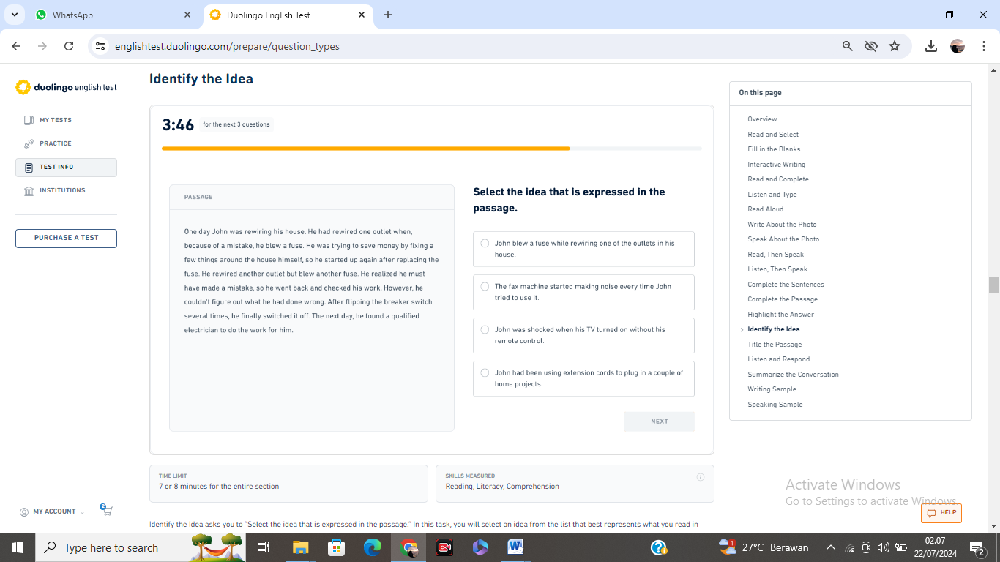 WhatsApp
Duolingo English Test
englishtest.duolingo.com/prepare/question_types
duolingo english test
MY TESTS
PRACTICE
TEST INFO
INSTITUTIONS
PURCHASE A TEST
MY ACCOUNT
2
Identify the Idea
3:46 for the next 3 questions
PASSAGE
One day John was rewiring his house. He had rewired one outlet when,
because of a mistake, he blew a fuse. He was trying to save money by fixing a
few things around the house himself, so he started up again after replacing the
fuse. He rewired another outlet but blew another fuse. He realized he must
have made a mistake, so he went back and checked his work. However, he
couldn't figure out what he had done wrong. After flipping the breaker switch
several times, he finally switched it off. The next day, he found a qualified
electrician to do the work for him.
Select the idea that is expressed in the
passage.
John blew a fuse while rewiring one of the outlets in his
house.
The fax machine started making noise every time John
tried to use it.
John was shocked when his TV turned on without his
remote control.
John had been using extension cords to plug in a couple of
home projects.
NEXT
TIME LIMIT
7 or 8 minutes for the entire section
SKILLS MEASURED
Reading, Literacy, Comprehension
Identify the Idea asks you to "Select the idea that is expressed in the passage." In this task, you will select an idea from the list that best represents what you read in
On this page
Overview
Read and Select
Fill in the Blanks
Interactive Writing
Read and Complete
Listen and Type
Read Aloud
Write About the Photo
Speak About the Photo
Read, Then Speak
Listen, Then Speak
Complete the Sentences
Complete the Passage
Highlight the Answer
Identify the Idea
Title the Passage
Listen and Respond
Summarize the Conversation
Writing Sample
Speaking Sample
Activate Windows
Go to Settings to activate Windows.
HELP
Type here to search
1
27°C Berawan
02.07
22/07/2024
2